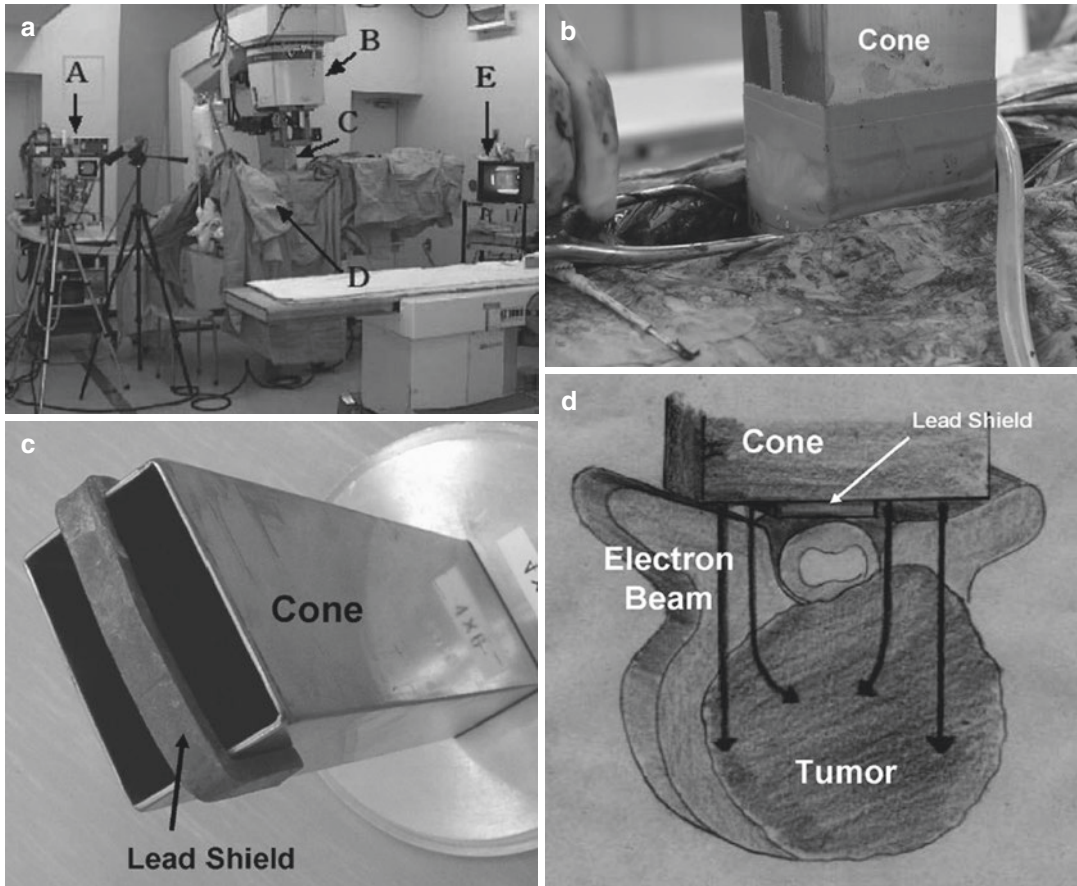 a
A
B
C
D
E
b
Cone
c
Cone
4×6
Lead Shield
d
Lead Shield
Cone
Electron
Beam
Tumor